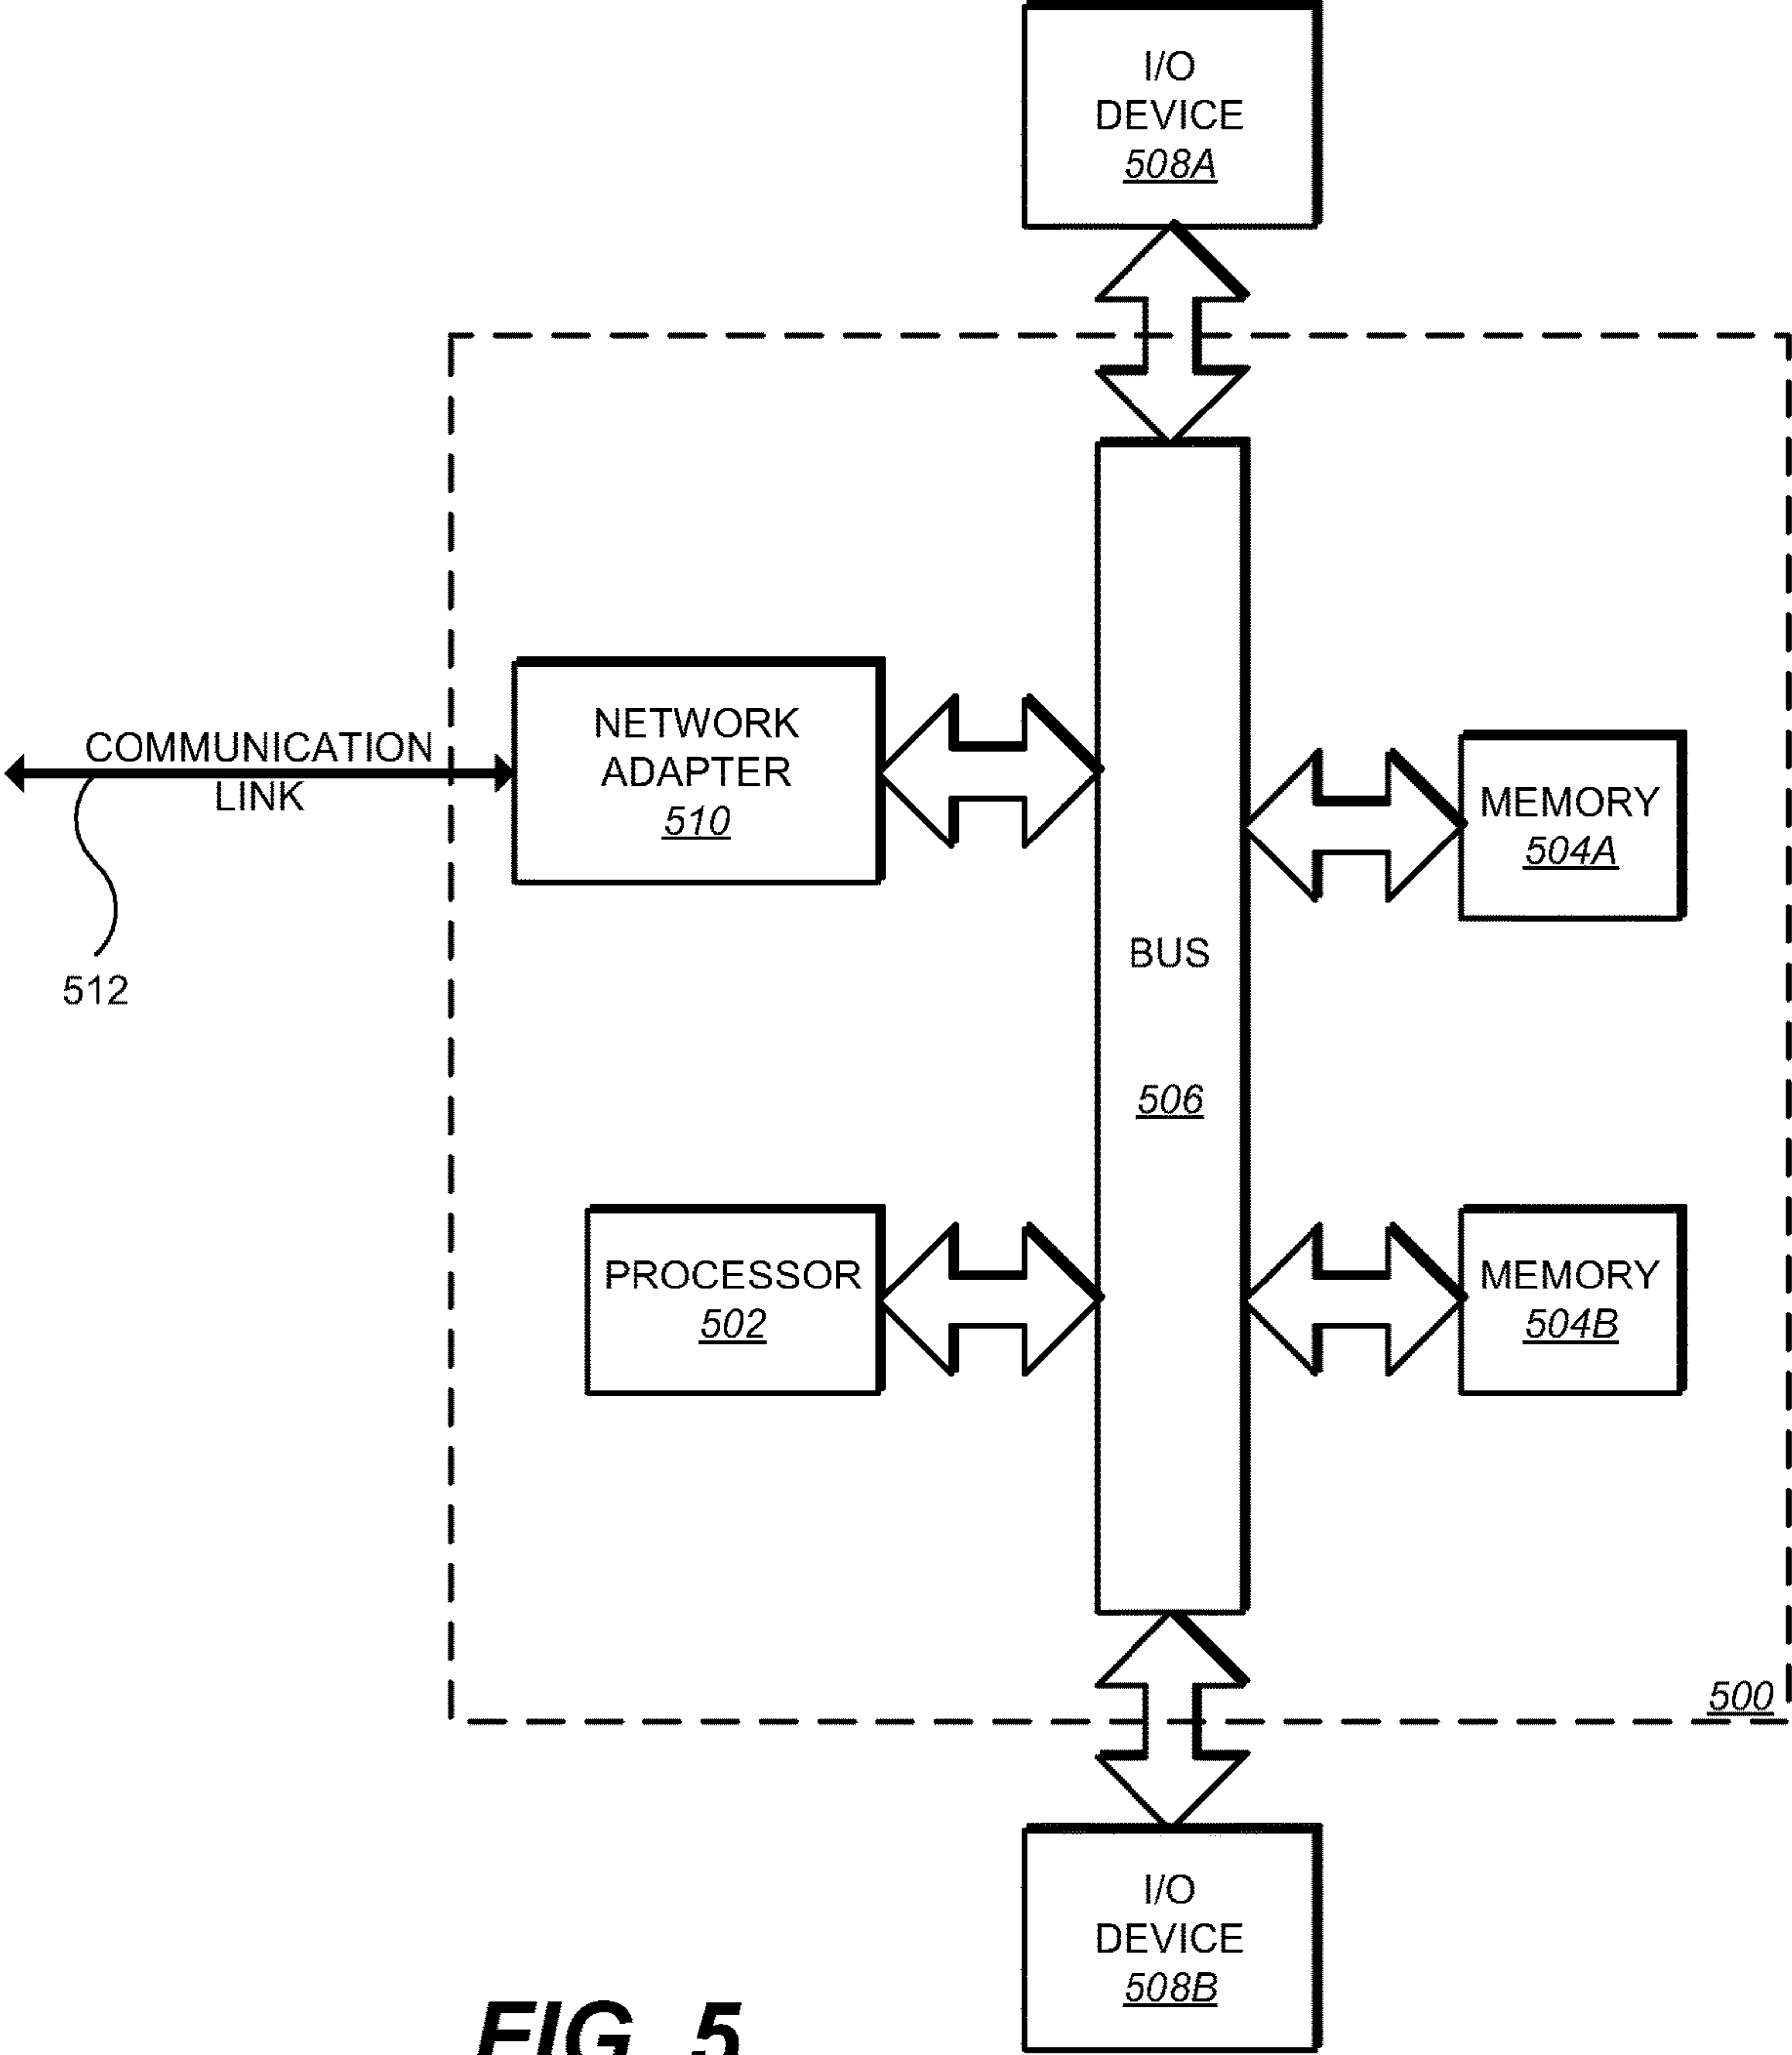 I/O
DEVICE
508A
COMMUNICATION
LINK
512
NETWORK
ADAPTER
510
MEMORY
504A
BUS
506
PROCESSOR
502
MEMORY
504B
500
I/O
DEVICE
508B
FIG. 5